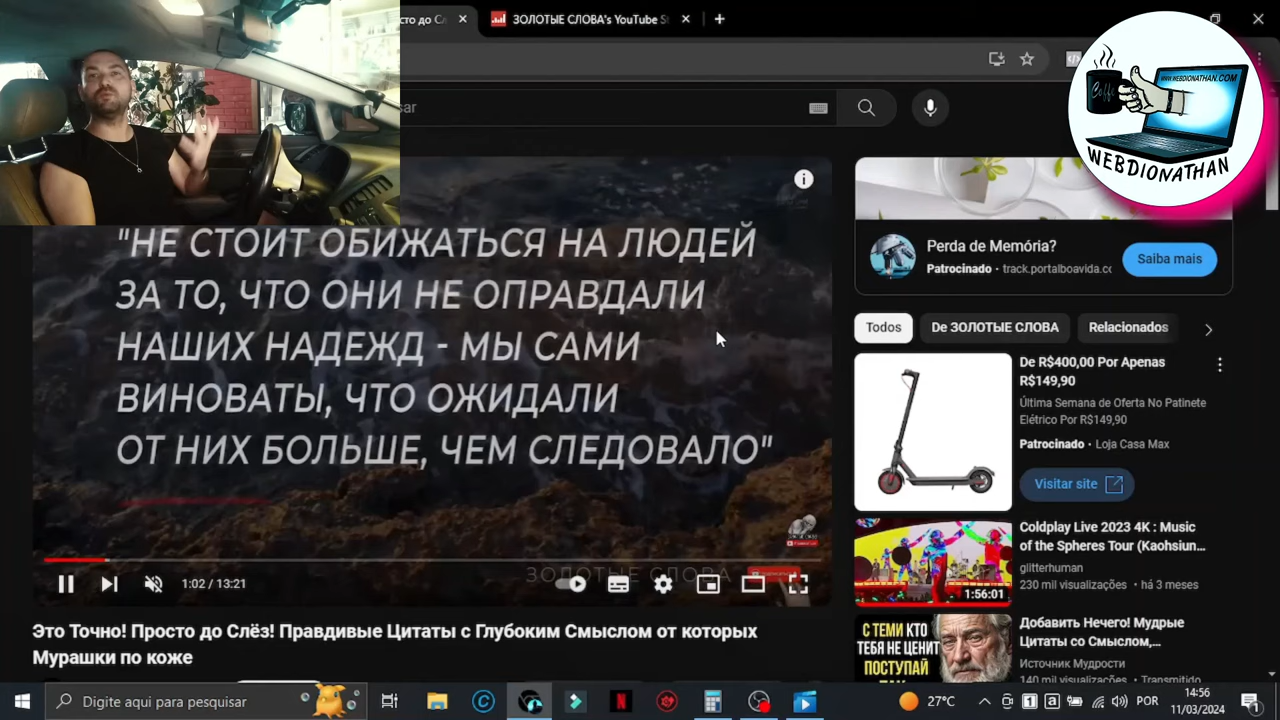 ЗОЛОТЫЕ СЛОВА's YouTube S
WWW.WEBDIONATHAN.COM
Coffe
WEBDIONATHAN
"НЕ СТОИТ ОБИЖАТЬСЯ НА ЛЮДЕЙ
ЗА ТО, ЧТО ОНИ НЕ ОПРАВДАЛИ
НАШИХ НАДЕЖД - МЫ САМИ
ВИНОВАТЫ, ЧТО ОЖИДАЛИ
ОТ НИХ БОЛЬШЕ, ЧЕМ СЛЕДОВАЛО"
ЗОЛОТЫЕ СЛОВА
1:02 / 13:21
Это Точно! Просто до Слёз! Правдивые Цитаты с Глубоким Смыслом от которых
Мурашки по коже
Perda de Memória?
Patrocinado • track.portalboavida.cc
Saiba mais
Todos
De ЗОЛОТЫЕ СЛОВА
Relacionados
De R$400,00 Por Apenas
R$149,90
Última Semana de Oferta No Patinete
Elétrico Por R$149,90
Patrocinado • Loja Casa Max
Visitar site
Coldplay Live 2023 4K : Music
of the Spheres Tour (Kaohsiun...
glitterhuman
230 mil visualizações • há 3 meses
1:56:01
С ТЕМИ КТО
ТЕБЯ НЕ ЦЕНИТ
ПОСТУПАЙ
Добавить Нечего! Мудрые
Цитаты со Смыслом,...
Источник Мудрости
140 mil visualizações • Transmitido
Digite aqui para pesquisar
27°C
POR
14:56
11/03/2024